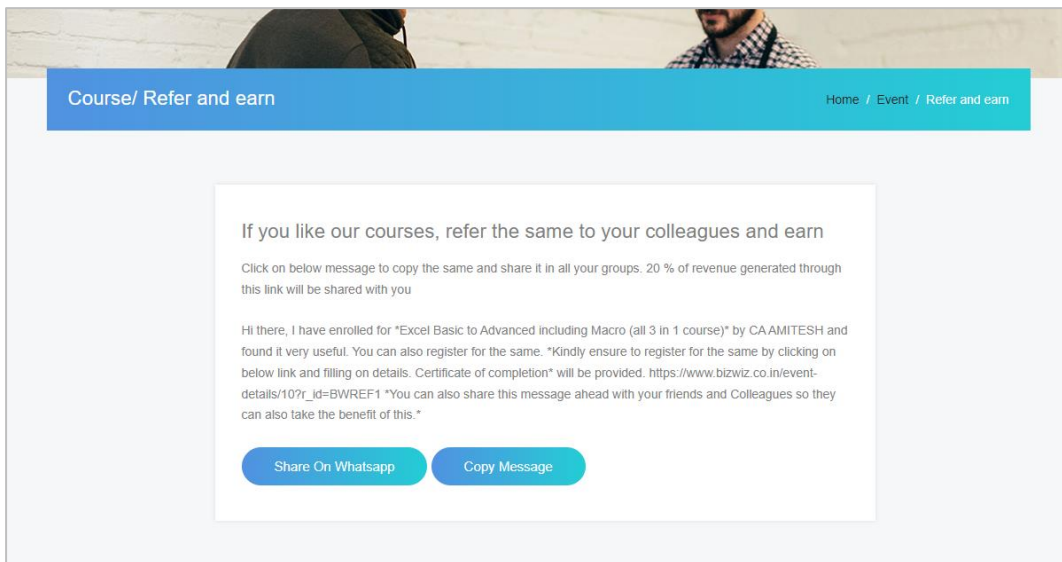 Course/ Refer and earn
Home / Event / Refer and earn
If you like our courses, refer the same to your colleagues and earn
Click on below message to copy the same and share it in all your groups. 20 % of revenue generated through
this link will be shared with you
Hi there, I have enrolled for *Excel Basic to Advanced including Macro (all 3 in 1 course)* by CA AMITESH and
found it very useful. You can also register for the same. *Kindly ensure to register for the same by clicking on
below link and filling on details. Certificate of completion* will be provided. https://www.bizwiz.co.in/event-
details/10?r_id=BWREF1 *You can also share this message ahead with your friends and Colleagues so they
can also take the benefit of this.*
Share On Whatsapp
Copy Message